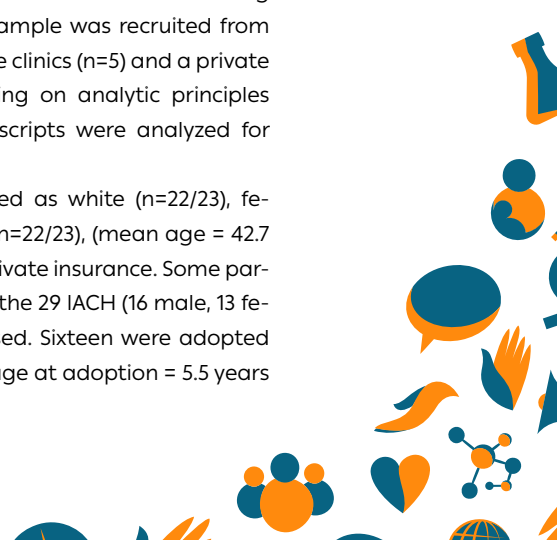 ample was recruited from
e clinics (n=5) and a private
ing on analytic principles
scripts were analyzed for
ed as white (n=22/23), fe-
n=22/23), (mean age = 42.7
ivate insurance. Some par-
the 29 IACH (16 male, 13 fe-
sed. Sixteen were adopted
age at adoption = 5.5 years